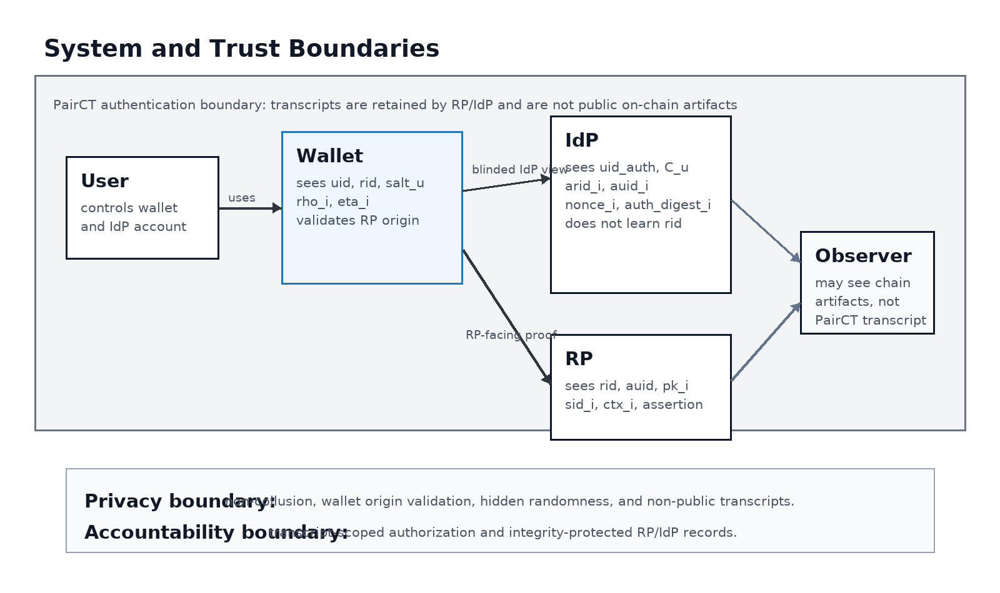 System and Trust Boundaries
PairCT authentication boundary: transcripts are retained by RP/IdP and are not public on-chain artifacts
User
controls wallet
and IdP account
uses
Wallet
sees uid, rid, salt_u
rho_i, eta_i
validates RP origin
blinded IdP view
IdP
sees uid_auth, C_u
arid_i, auid_i
nonce_i, auth_digest_i
does not learn rid
RP-facing proof
RP
sees rid, auid, pk_i
sid_i, ctx_i, assertion
Observer
may see chain
artifacts, not
PairCT transcript
Privacy boundary: non-collusion, wallet origin validation, hidden randomness, and non-public transcripts.
Accountability boundary: transcript-scoped authorization and integrity-protected RP/IdP records.